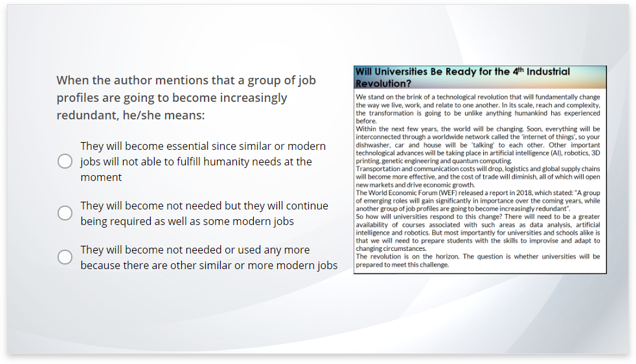 When the author mentions that a group of job
profiles are going to become increasingly
redundant, he/she means:
They will become essential since similar or modern
jobs will not able to fulfill humanity needs at the
moment
They will become not needed but they will continue
being required as well as some modern jobs
They will become not needed or used any more
because there are other similar or more modern jobs
Will Universities Be Ready for the 4th Industrial
Revolution?
We stand on the brink of a technological revolution that will fundamentally change
the way we live, work, and relate to one another. In its scale, reach and complexity,
the transformation is going to be unlike anything humankind has experienced
before.
Within the next few years, the world will be changing. Soon, everything will be
interconnected through a worldwide network called the 'internet of things', so your
dishwasher, car and house will be 'talking' to each other. Other important
technological advances will be taking place in artificial intelligence (AI), robotics, 3D
printing, genetic engineering and quantum computing.
Transportation and communication costs will drop, logistics and global supply chains
will become more effective, and the cost of trade will diminish, all of which will open
new markets and drive economic growth.
The World Economic Forum (WEF) released a report in 2018, which stated: "A group
of emerging roles will gain significantly in importance over the coming years, while
another group of job profiles are going to become increasingly redundant".
So how will universities respond to this change? There will need to be a greater
availability of courses associated with such areas as data analysis, artificial
intelligence and robotics. But most importantly for universities and schools alike is
that we will need to prepare students with the skills to improvise and adapt to
changing circumstances.
The revolution is on the horizon. The question is whether universities will be
prepared to meet this challenge.